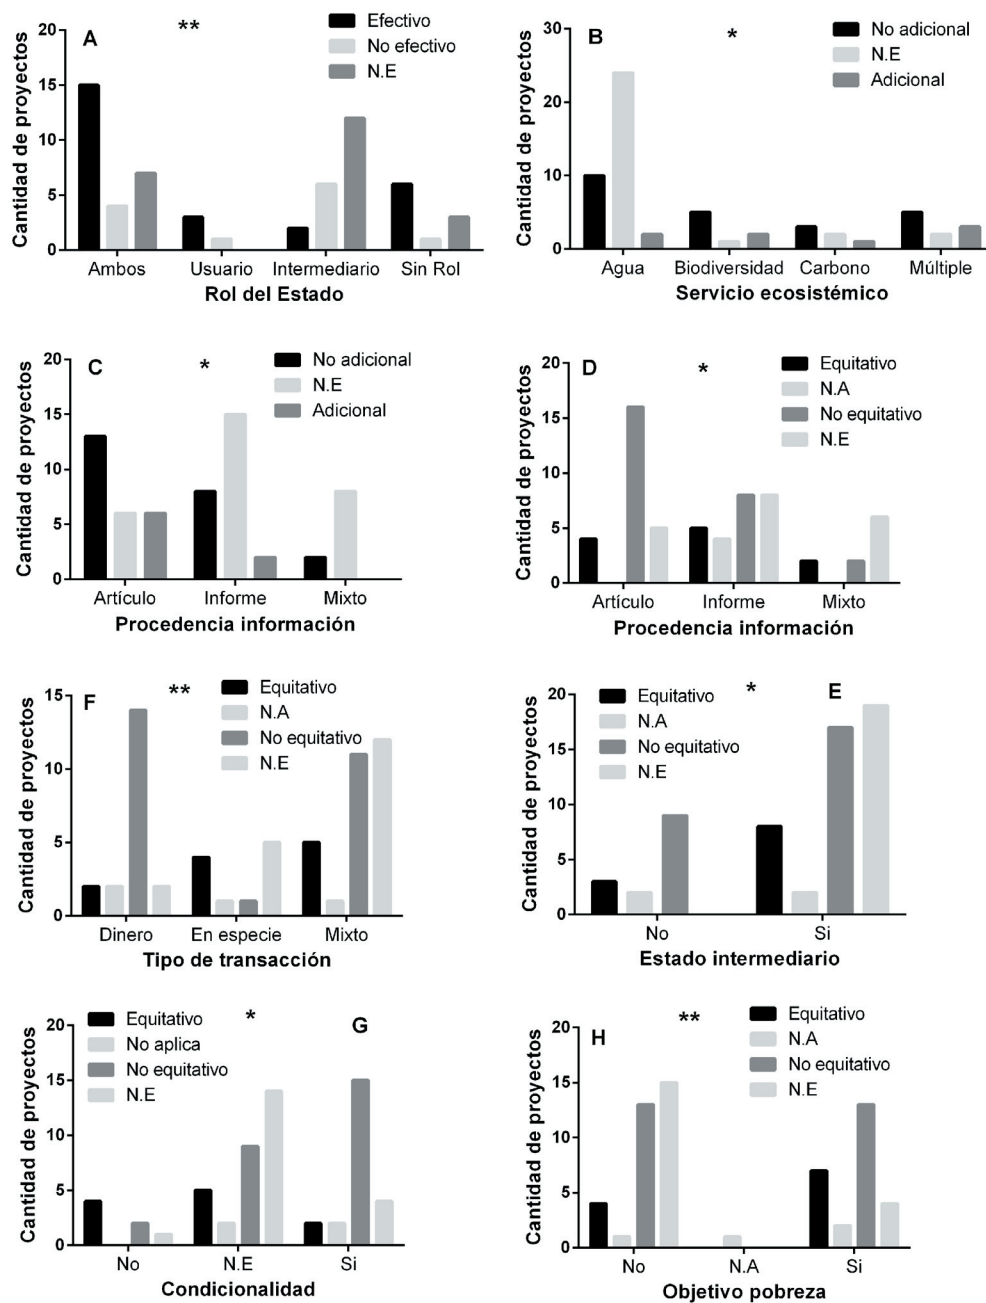 A
**
Efectivo
No efectivo
N.E
Cantidad de proyectos
20
15
10
5
0
Ambos Usuario Intermediario Sin Rol
Rol del Estado
B
*
No adicional
N.E
Adicional
Cantidad de proyectos
30
20
10
0
Agua Biodiversidad Carbono Múltiple
Servicio ecosistémico
C
*
No adicional
N.E
Adicional
Cantidad de proyectos
20
15
10
5
0
Artículo Informe Mixto
Procedencia información
D
*
Equitativo
N.A
No equitativo
N.E
Cantidad de proyectos
20
15
10
5
0
Artículo Informe Mixto
Procedencia información
F
**
Equitativo
N.A
No equitativo
N.E
Cantidad de proyectos
15
10
5
0
Dinero En especie Mixto
Tipo de transacción
E
*
Equitativo
N.A
No equitativo
N.E
Cantidad de proyectos
20
15
10
5
0
No Si
Estado intermediario
G
*
Equitativo
No aplica
No equitativo
N.E
Cantidad de proyectos
20
15
10
5
0
No N.E Si
Condicionalidad
H
**
Equitativo
N.A
No equitativo
N.E
Cantidad de proyectos
20
15
10
5
0
No N.A Si
Objetivo pobreza